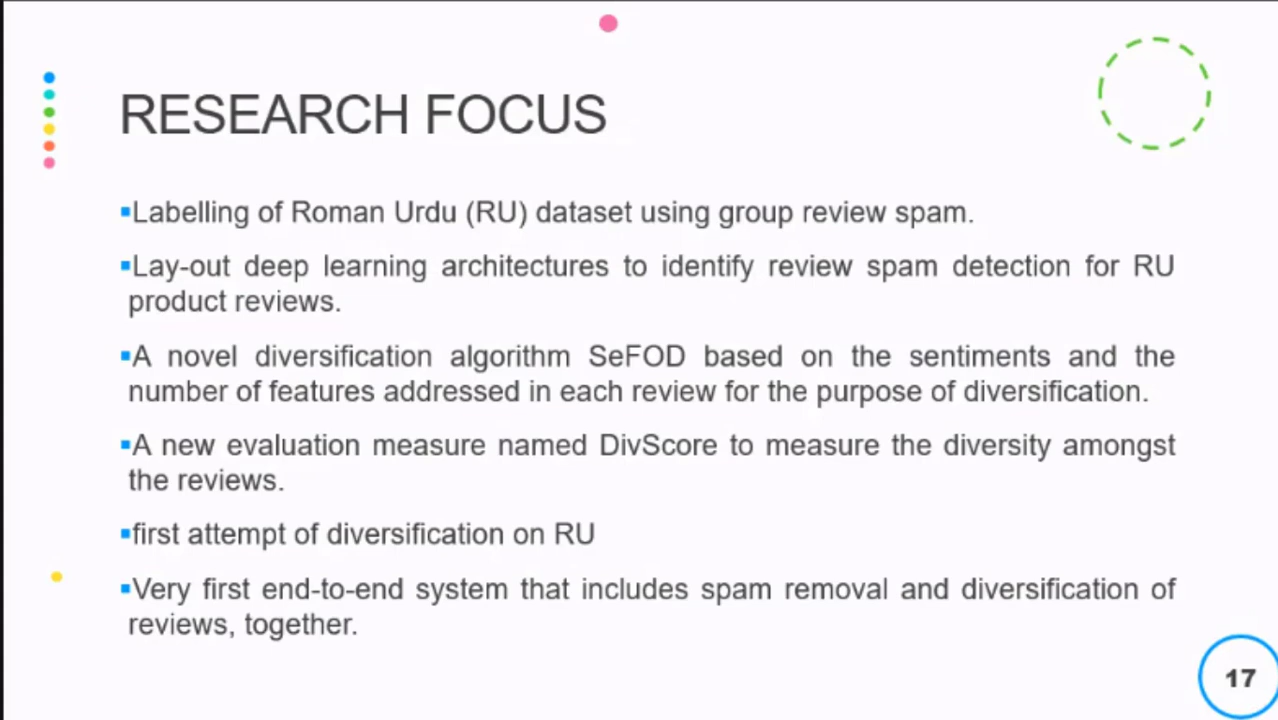 RESEARCH FOCUS
▪Labelling of Roman Urdu (RU) dataset using group review spam.
▪Lay-out deep learning architectures to identify review spam detection for RU
product reviews.
▪A novel diversification algorithm SeFOD based on the sentiments and the
number of features addressed in each review for the purpose of diversification.
▪A new evaluation measure named DivScore to measure the diversity amongst
the reviews.
▪first attempt of diversification on RU
▪Very first end-to-end system that includes spam removal and diversification of
reviews, together.
17